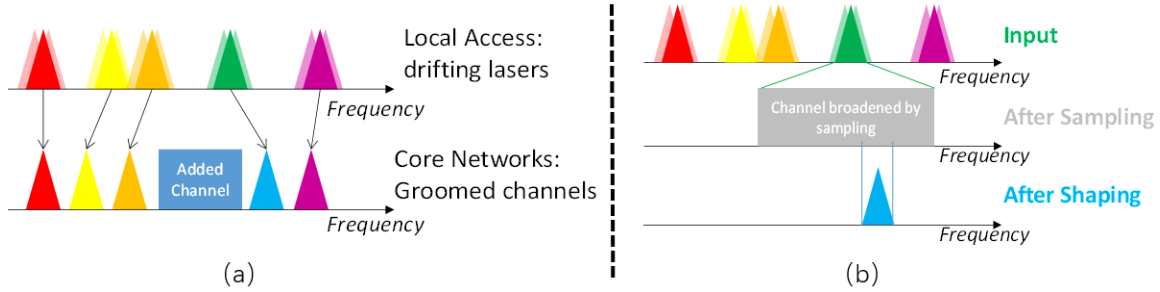 Local Access:
drifting lasers
Frequency
Added
Channel
Core Networks:
Groomed channels
Frequency
(a)
Input
Frequency
Channel broadened by
sampling
After Sampling
Frequency
After Shaping
Frequency
(b)